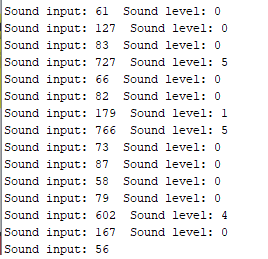 Sound input: 61  Sound level: 0
Sound input: 127  Sound level: 0
Sound input: 83  Sound level: 0
Sound input: 727  Sound level: 5
Sound input: 66  Sound level: 0
Sound input: 82  Sound level: 0
Sound input: 179  Sound level: 1
Sound input: 766  Sound level: 5
Sound input: 73  Sound level: 0
Sound input: 87  Sound level: 0
Sound input: 58  Sound level: 0
Sound input: 79  Sound level: 0
Sound input: 602  Sound level: 4
Sound input: 167  Sound level: 0
Sound input: 56